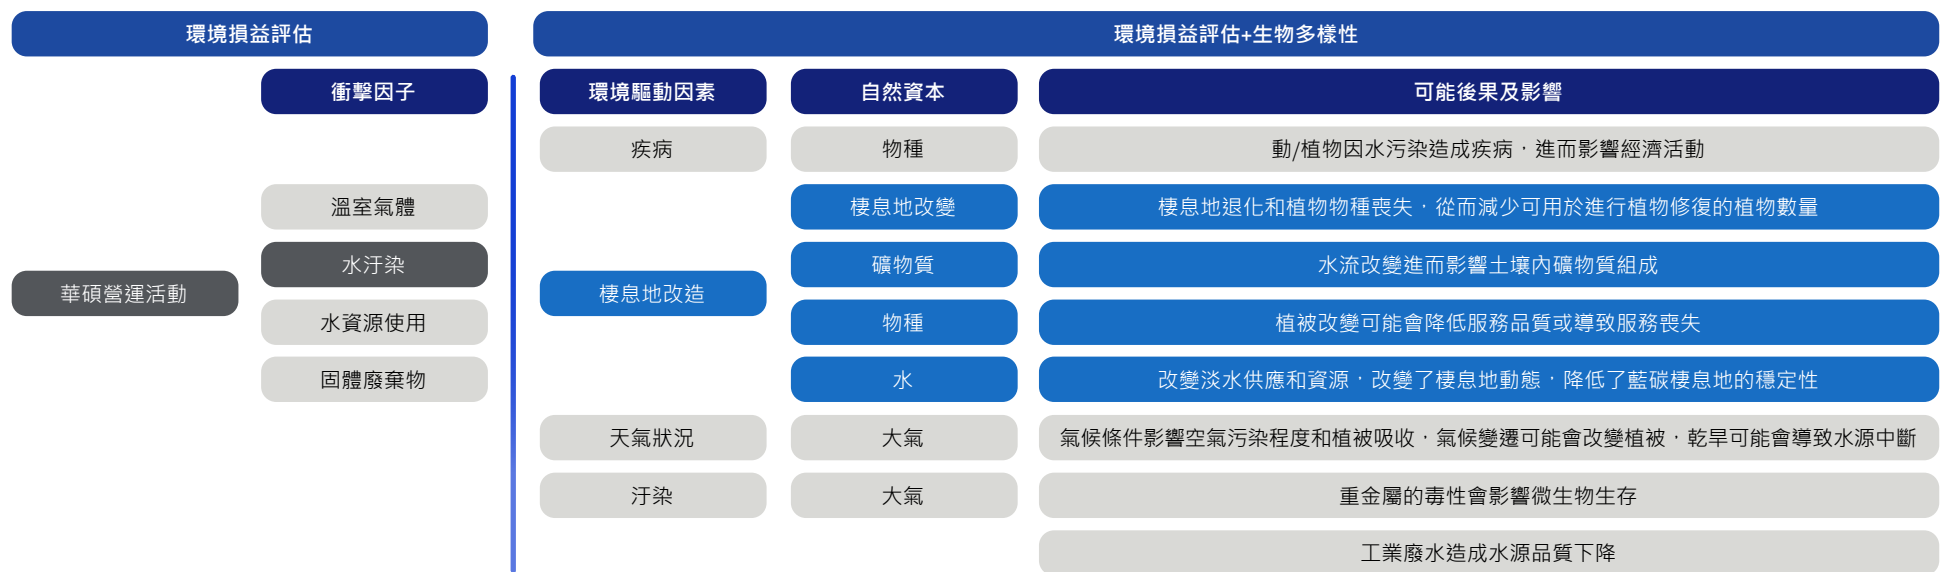 環境損益評估
環境損益評估+生物多樣性
衝擊因子
環境驅動因素
自然資本
可能後果及影響
疾病
物種
動/植物因水污染造成疾病，進而影響經濟活動
溫室氣體
棲息地改變
棲息地退化和植物物種喪失，從而減少可用於進行植物修復的植物數量
水汙染
礦物質
水流改變進而影響土壤內礦物質組成
華碩營運活動
棲息地改造
水資源使用
物種
植被改變可能會降低服務品質或導致服務喪失
固體廢棄物
水
改變淡水供應和資源，改變了棲息地動態，降低了藍碳棲息地的穩定性
天氣狀況
大氣
氣候條件影響空氣污染程度和植被吸收，氣候變遷可能會改變植被，乾旱可能會導致水源中斷
汙染
大氣
重金屬的毒性會影響微生物生存
工業廢水造成水源品質下降